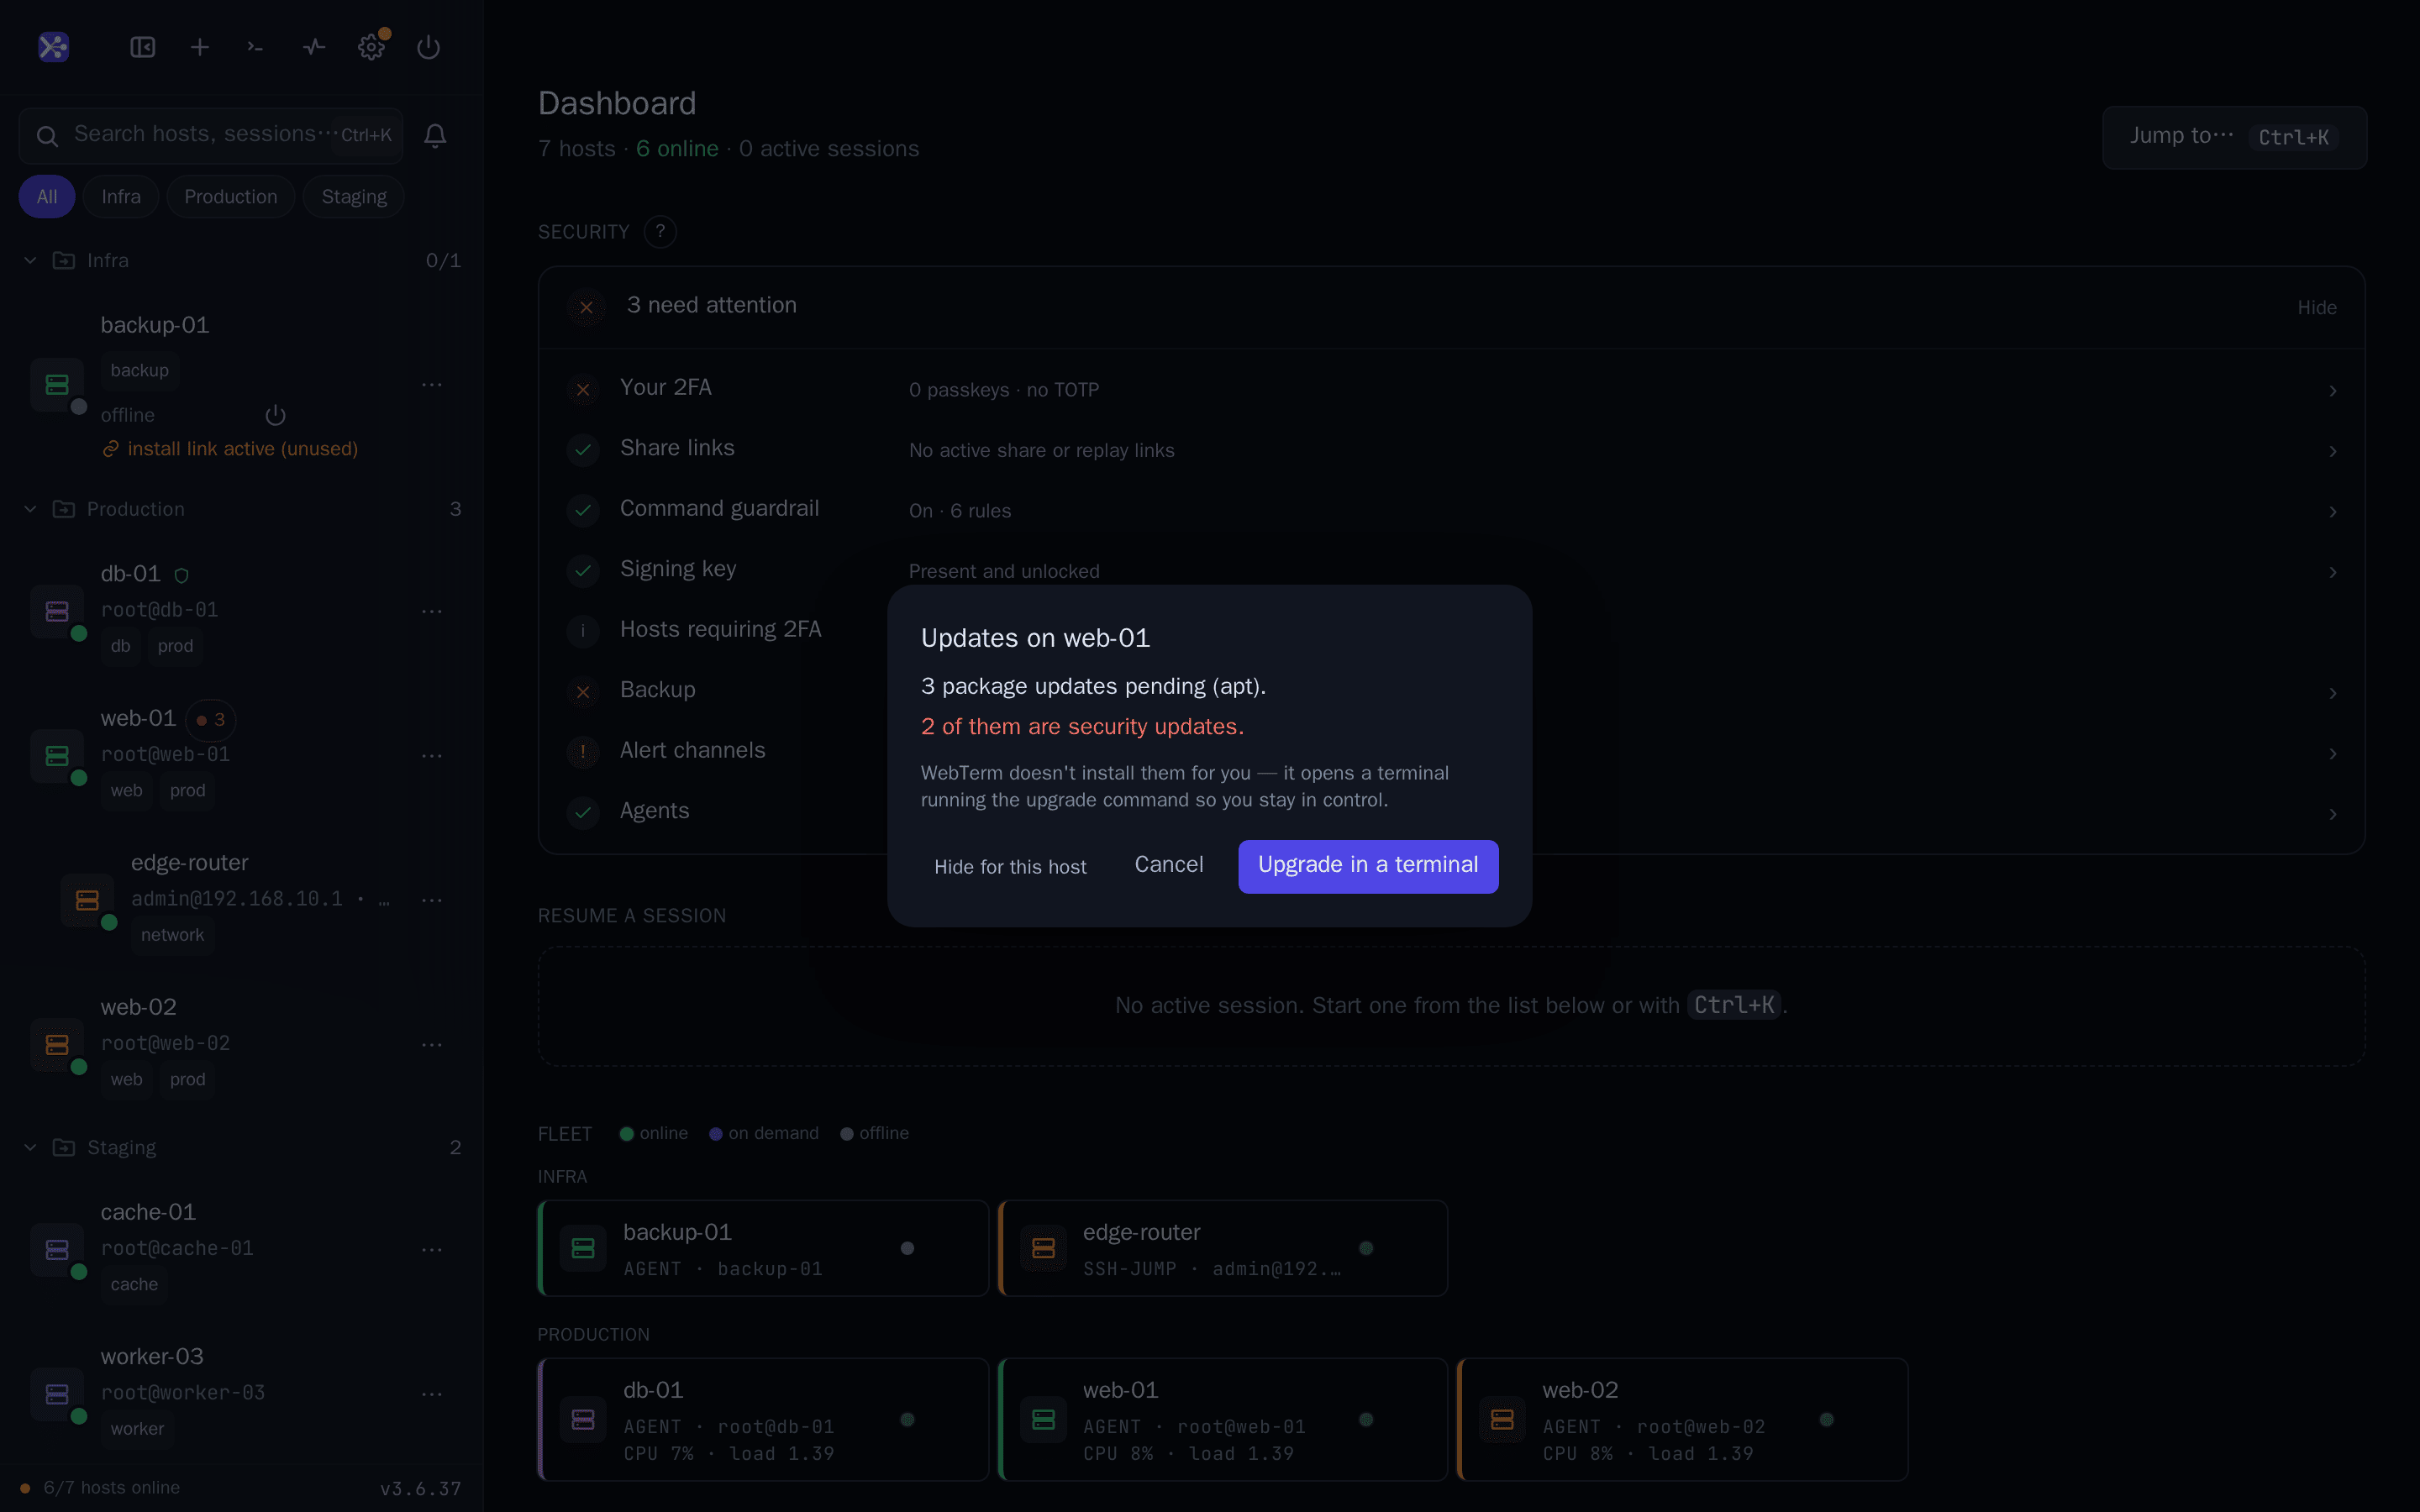 Search hosts, sessions… Ctrl+K
All Infra Production Staging
Infra 0/1
backup-01
backup
offline
install link active (unused)
Production 3
db-01
root@db-01
db prod
web-01 3
root@web-01
web prod
edge-router
admin@192.168.10.1 • …
network
web-02
root@web-02
web prod
Staging 2
cache-01
root@cache-01
cache
worker-03
root@worker-03
worker
6/7 hosts online v3.6.37
Dashboard
7 hosts · 6 online · 0 active sessions
Jump to… Ctrl+K
SECURITY ?
3 need attention Hide
Your 2FA 0 passkeys · no TOTP
Share links No active share or replay links
Command guardrail On · 6 rules
Signing key Present and unlocked
Hosts requiring 2FA
Backup
Alert channels
Agents
Updates on web-01
3 package updates pending (apt).
2 of them are security updates.
WebTerm doesn't install them for you — it opens a terminal
running the upgrade command so you stay in control.
Hide for this host Cancel Upgrade in a terminal
RESUME A SESSION
No active session. Start one from the list below or with Ctrl+K.
FLEET online on demand offline
INFRA
backup-01
AGENT · backup-01
edge-router
SSH-JUMP · admin@192.…
PRODUCTION
db-01
AGENT · root@db-01
CPU 7% · load 1.39
web-01
AGENT · root@web-01
CPU 8% · load 1.39
web-02
AGENT · root@web-02
CPU 8% · load 1.39